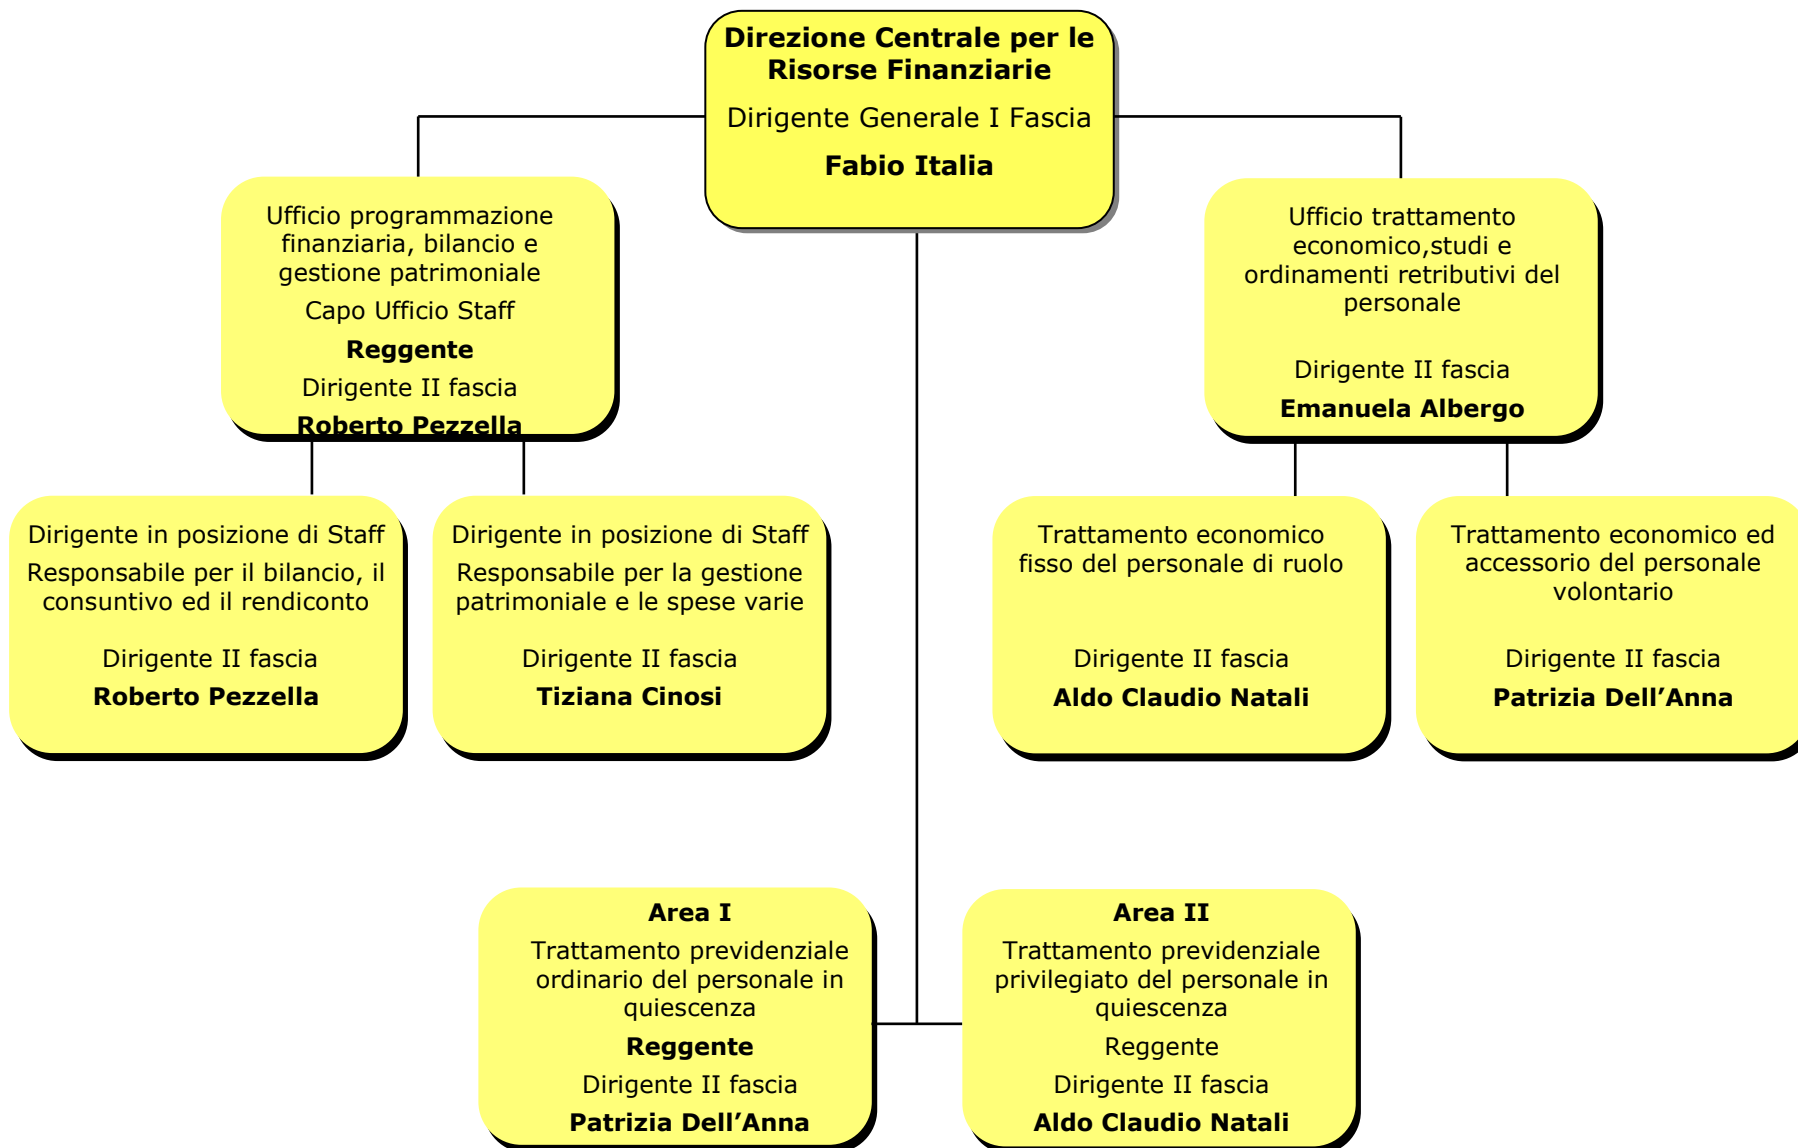 Direzione Centrale per le
Risorse Finanziarie
Dirigente Generale I Fascia
Fabio Italia
Ufficio programmazione
finanziaria, bilancio e
gestione patrimoniale
Capo Ufficio Staff
Reggente
Dirigente II fascia
Roberto Pezzella
Ufficio trattamento
economico,studi e
ordinamenti retributivi del
personale
Dirigente II fascia
Emanuela Albergo
Dirigente in posizione di Staff
Responsabile per il bilancio, il
consuntivo ed il rendiconto
Dirigente II fascia
Roberto Pezzella
Dirigente in posizione di Staff
Responsabile per la gestione
patrimoniale e le spese varie
Dirigente II fascia
Tiziana Cinosi
Trattamento economico
fisso del personale di ruolo
Dirigente II fascia
Aldo Claudio Natali
Trattamento economico ed
accessorio del personale
volontario
Dirigente II fascia
Patrizia Dell’Anna
Area I
Trattamento previdenziale
ordinario del personale in
quiescenza
Reggente
Dirigente II fascia
Patrizia Dell’Anna
Area II
Trattamento previdenziale
privilegiato del personale in
quiescenza
Reggente
Dirigente II fascia
Aldo Claudio Natali